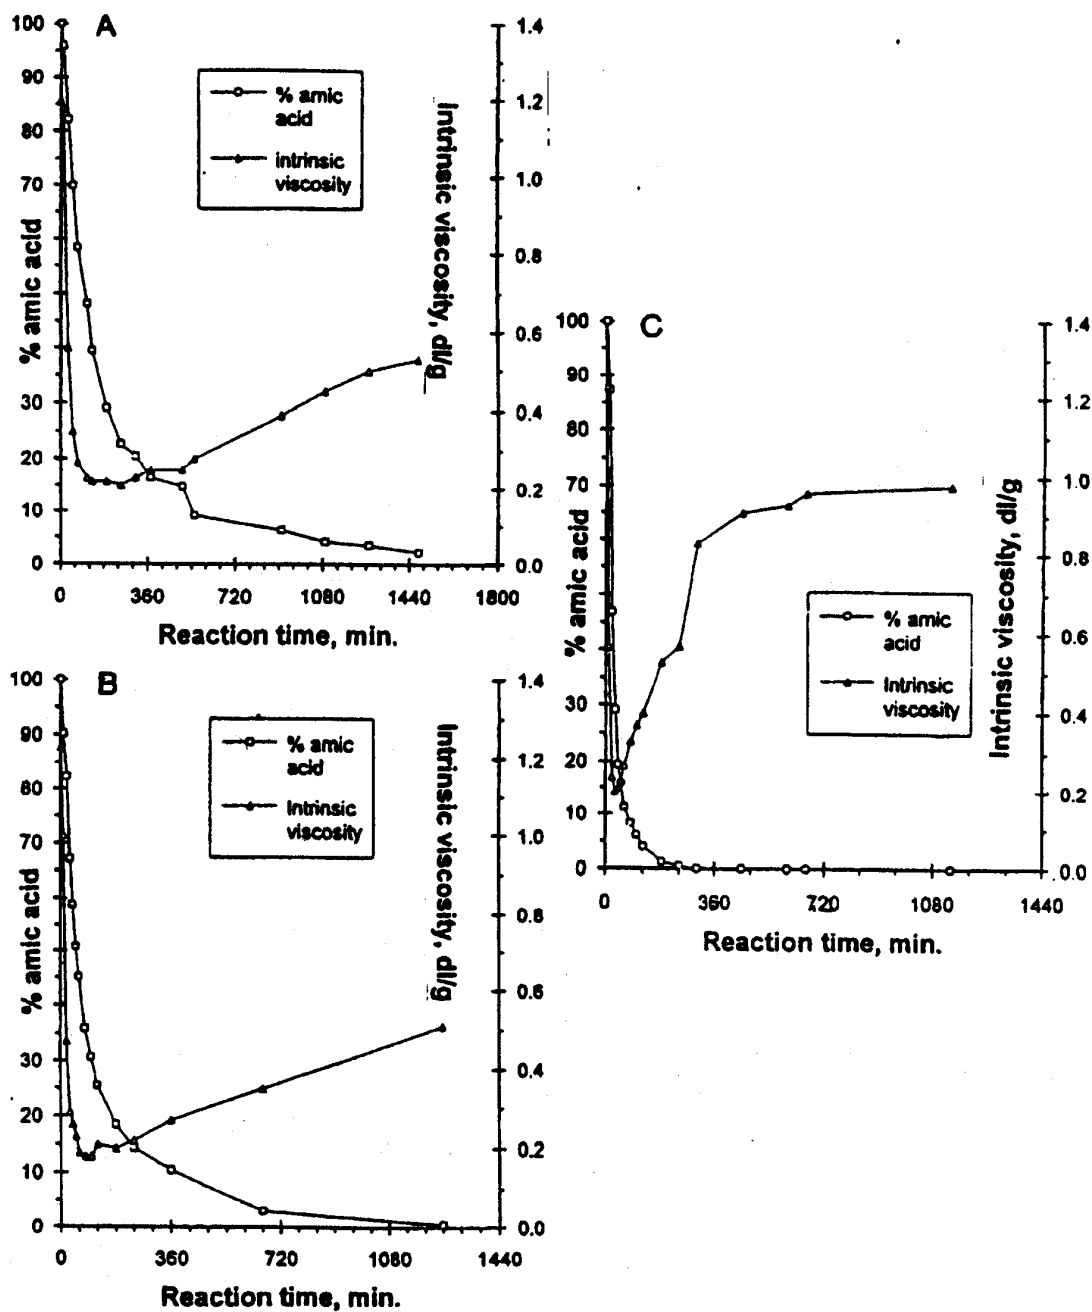 A
100
90
80
70
30
20
10
0
% amic acid
% amic
acid
intrinsic
viscosity
1.4
1.2
1.0
0.8
0.6
0.4
0.2
0.0
Intrinsic viscosity, dl/g
0 360 720 1080 1440 1800
Reaction time, min.
B
100
90
80
70
30
20
10
0
% amic acid
% amic
acid
Intrinsic
viscosity
1.4
1.2
1.0
0.8
0.6
0.4
0.2
0.0
Intrinsic viscosity, dl/g
0 360 720 1080 1440
Reaction time, min.
C
100
90
80
70
30
20
10
0
% amic acid
% amic
acid
Intrinsic
viscosity
1.4
1.2
1.0
0.8
0.6
0.4
0.2
0.0
Intrinsic viscosity, dl/g
0 360 720 1080 1440
Reaction time, min.